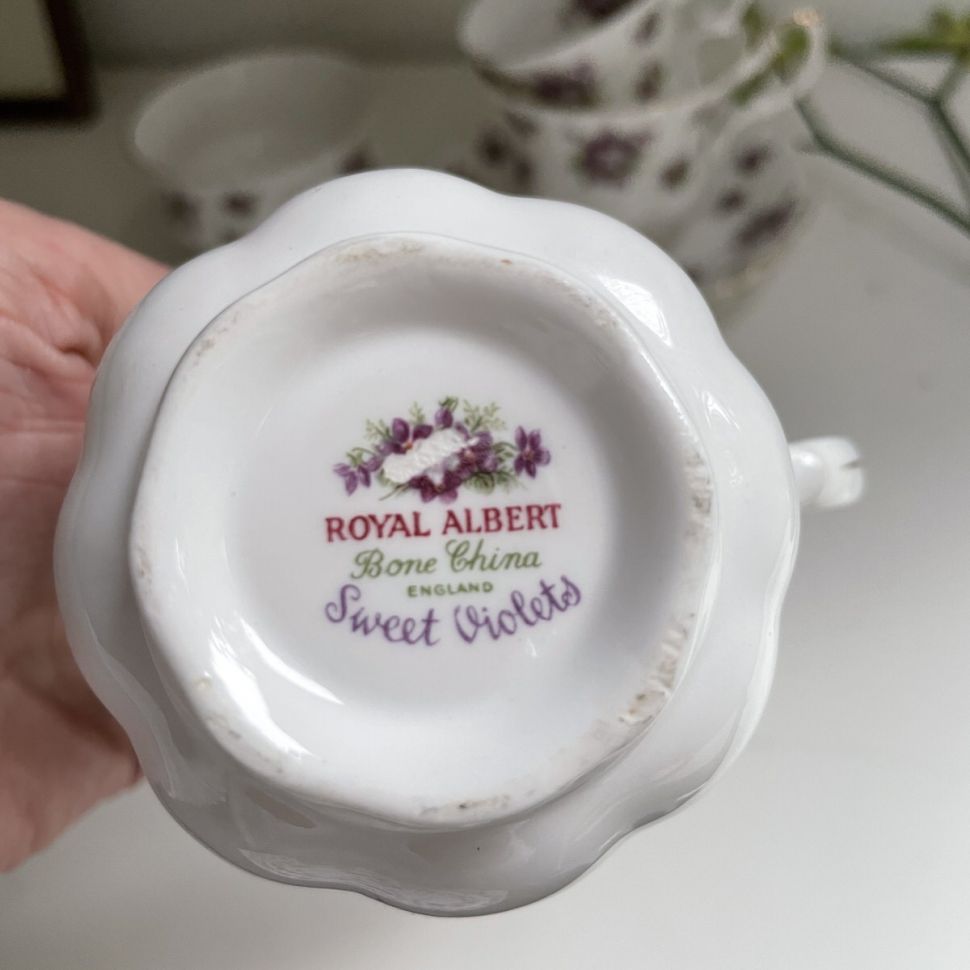 ROYAL ALBERT
Bone China
ENGLAND
Sweet Violets